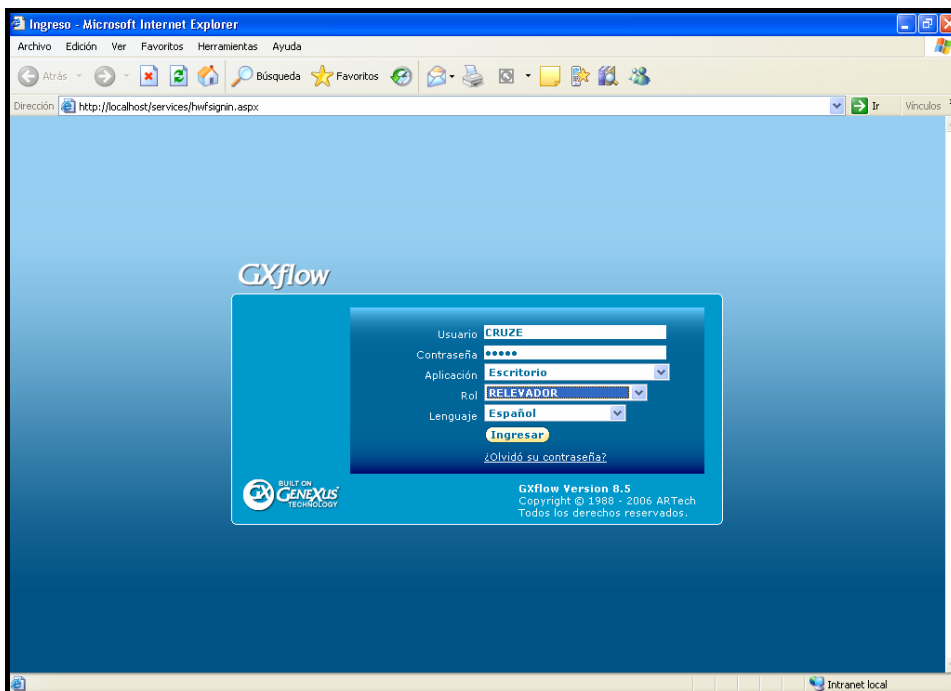 Ingreso - Microsoft Internet Explorer
Archivo Edición Ver Favoritos Herramientas Ayuda
Atrás Búsqueda Favoritos
Dirección http://localhost/services/hwfsignin.aspx Ir Vínculos
GXflow
Usuario CRUZE
Contraseña •••••
Aplicación Escritorio
Rol RELEVADOR
Lenguaje Español
Ingresar
¿Olvidó su contraseña?
GX BUILT ON
GENEXUS
TECHNOLOGY
GXflow Version 8.5
Copyright © 1988 - 2006 ARTech
Todos los derechos reservados.
Intranet local